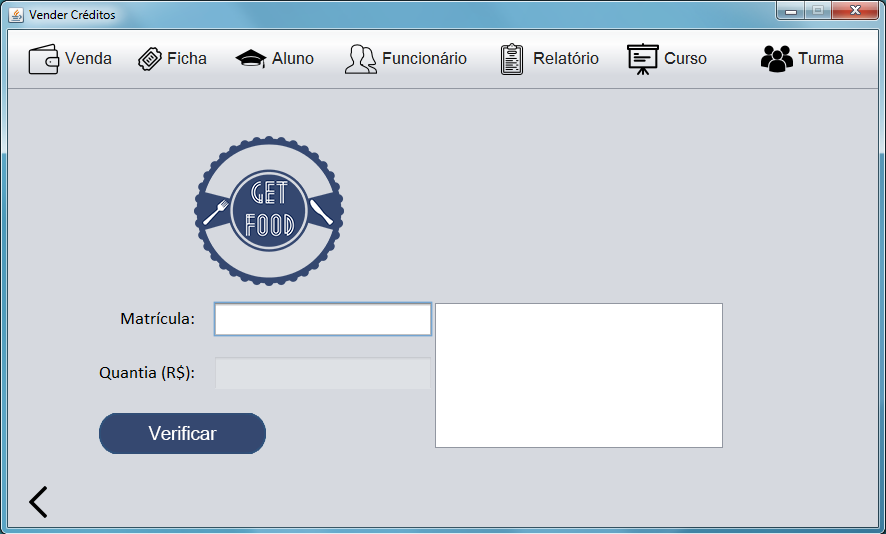 Vender Créditos
Venda Ficha Aluno Funcionário Relatório Curso Turma
GET
FOOD
Matrícula:
Quantia (R$):
Verificar